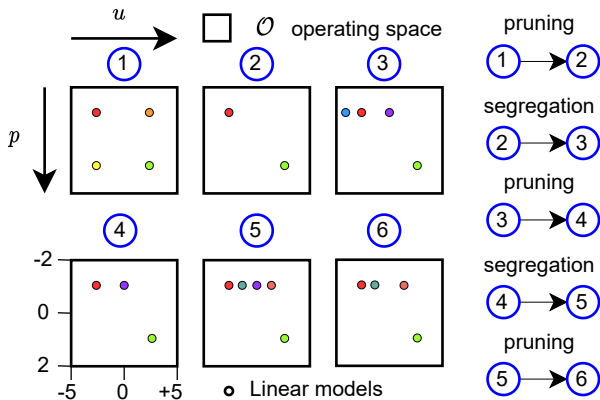 u
𝒪 operating space
p
1
2
3
4
5
6
-2
0
2
-5
0
+5
Linear models
pruning
1
2
segregation
2
3
pruning
3
4
segregation
4
5
pruning
5
6